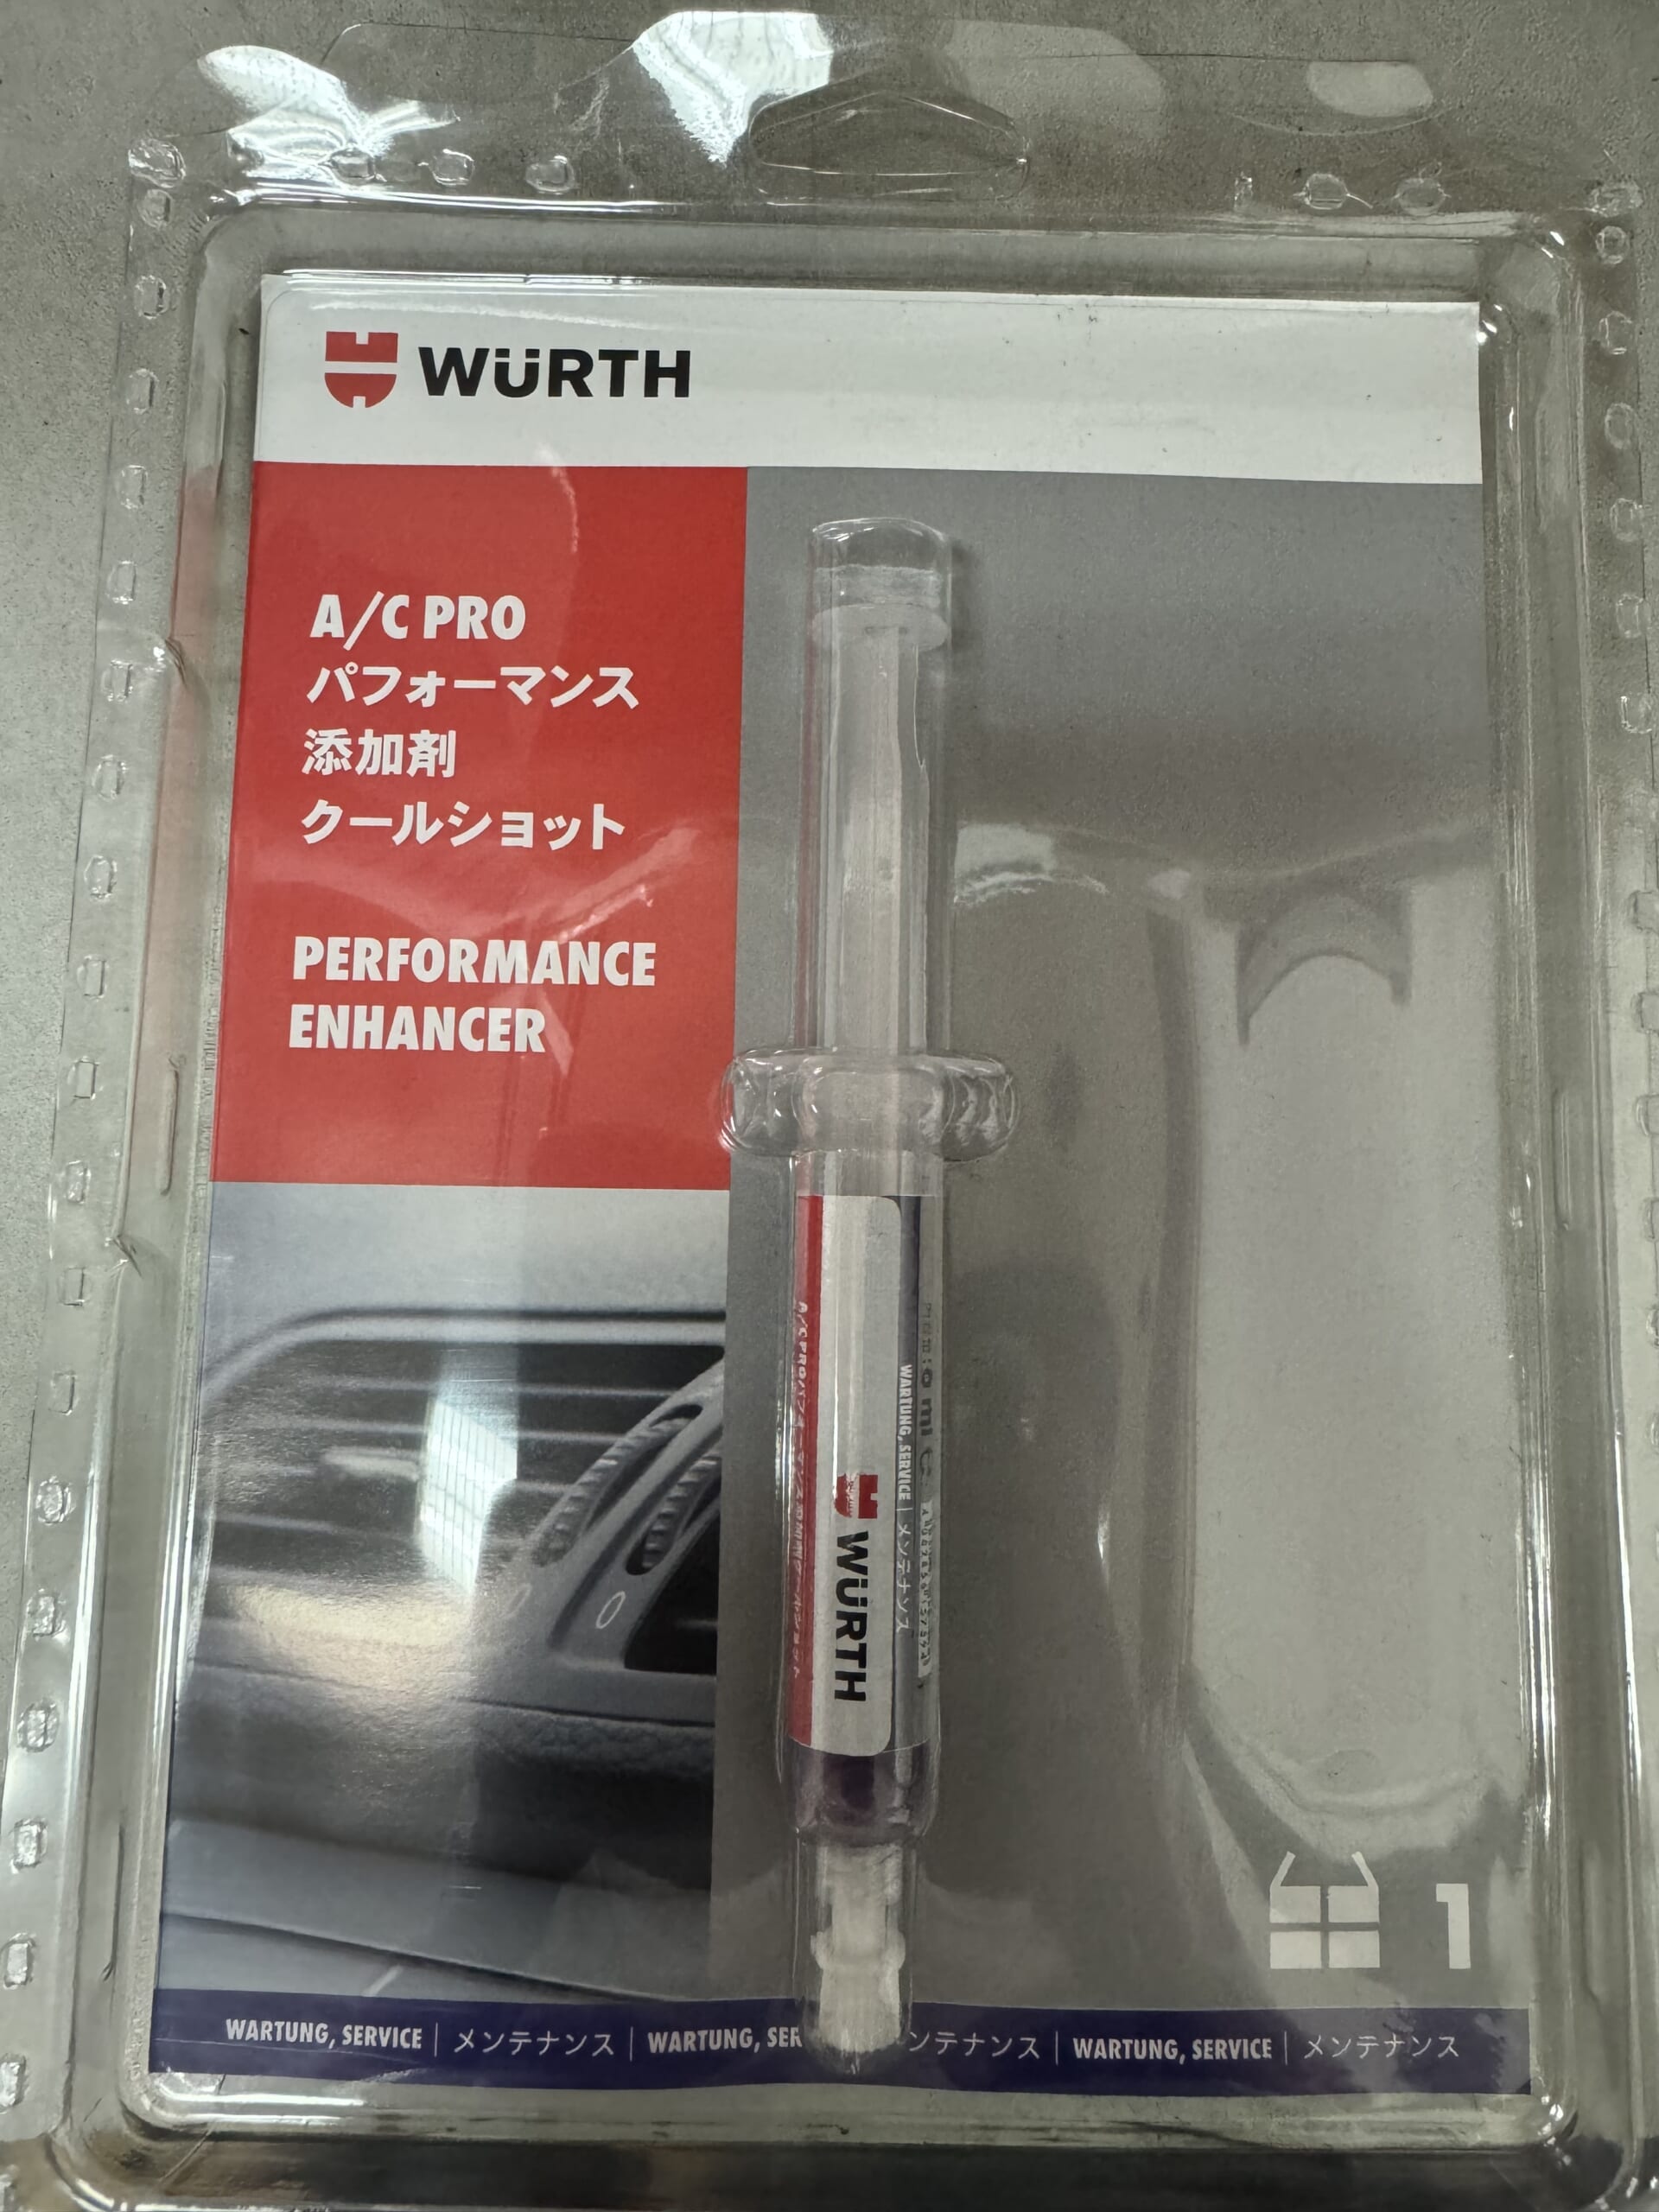 WÜRTH
A/C PRO
パフォーマンス
添加剤
クールショット
PERFORMANCE
ENHANCER
WARTUNG, SERVICE | メンテナンス
WÜRTH
1
WARTUNG, SERVICE | メンテナンス | WARTUNG, SER ンテナンス | WARTUNG, SERVICE | メンテナンス